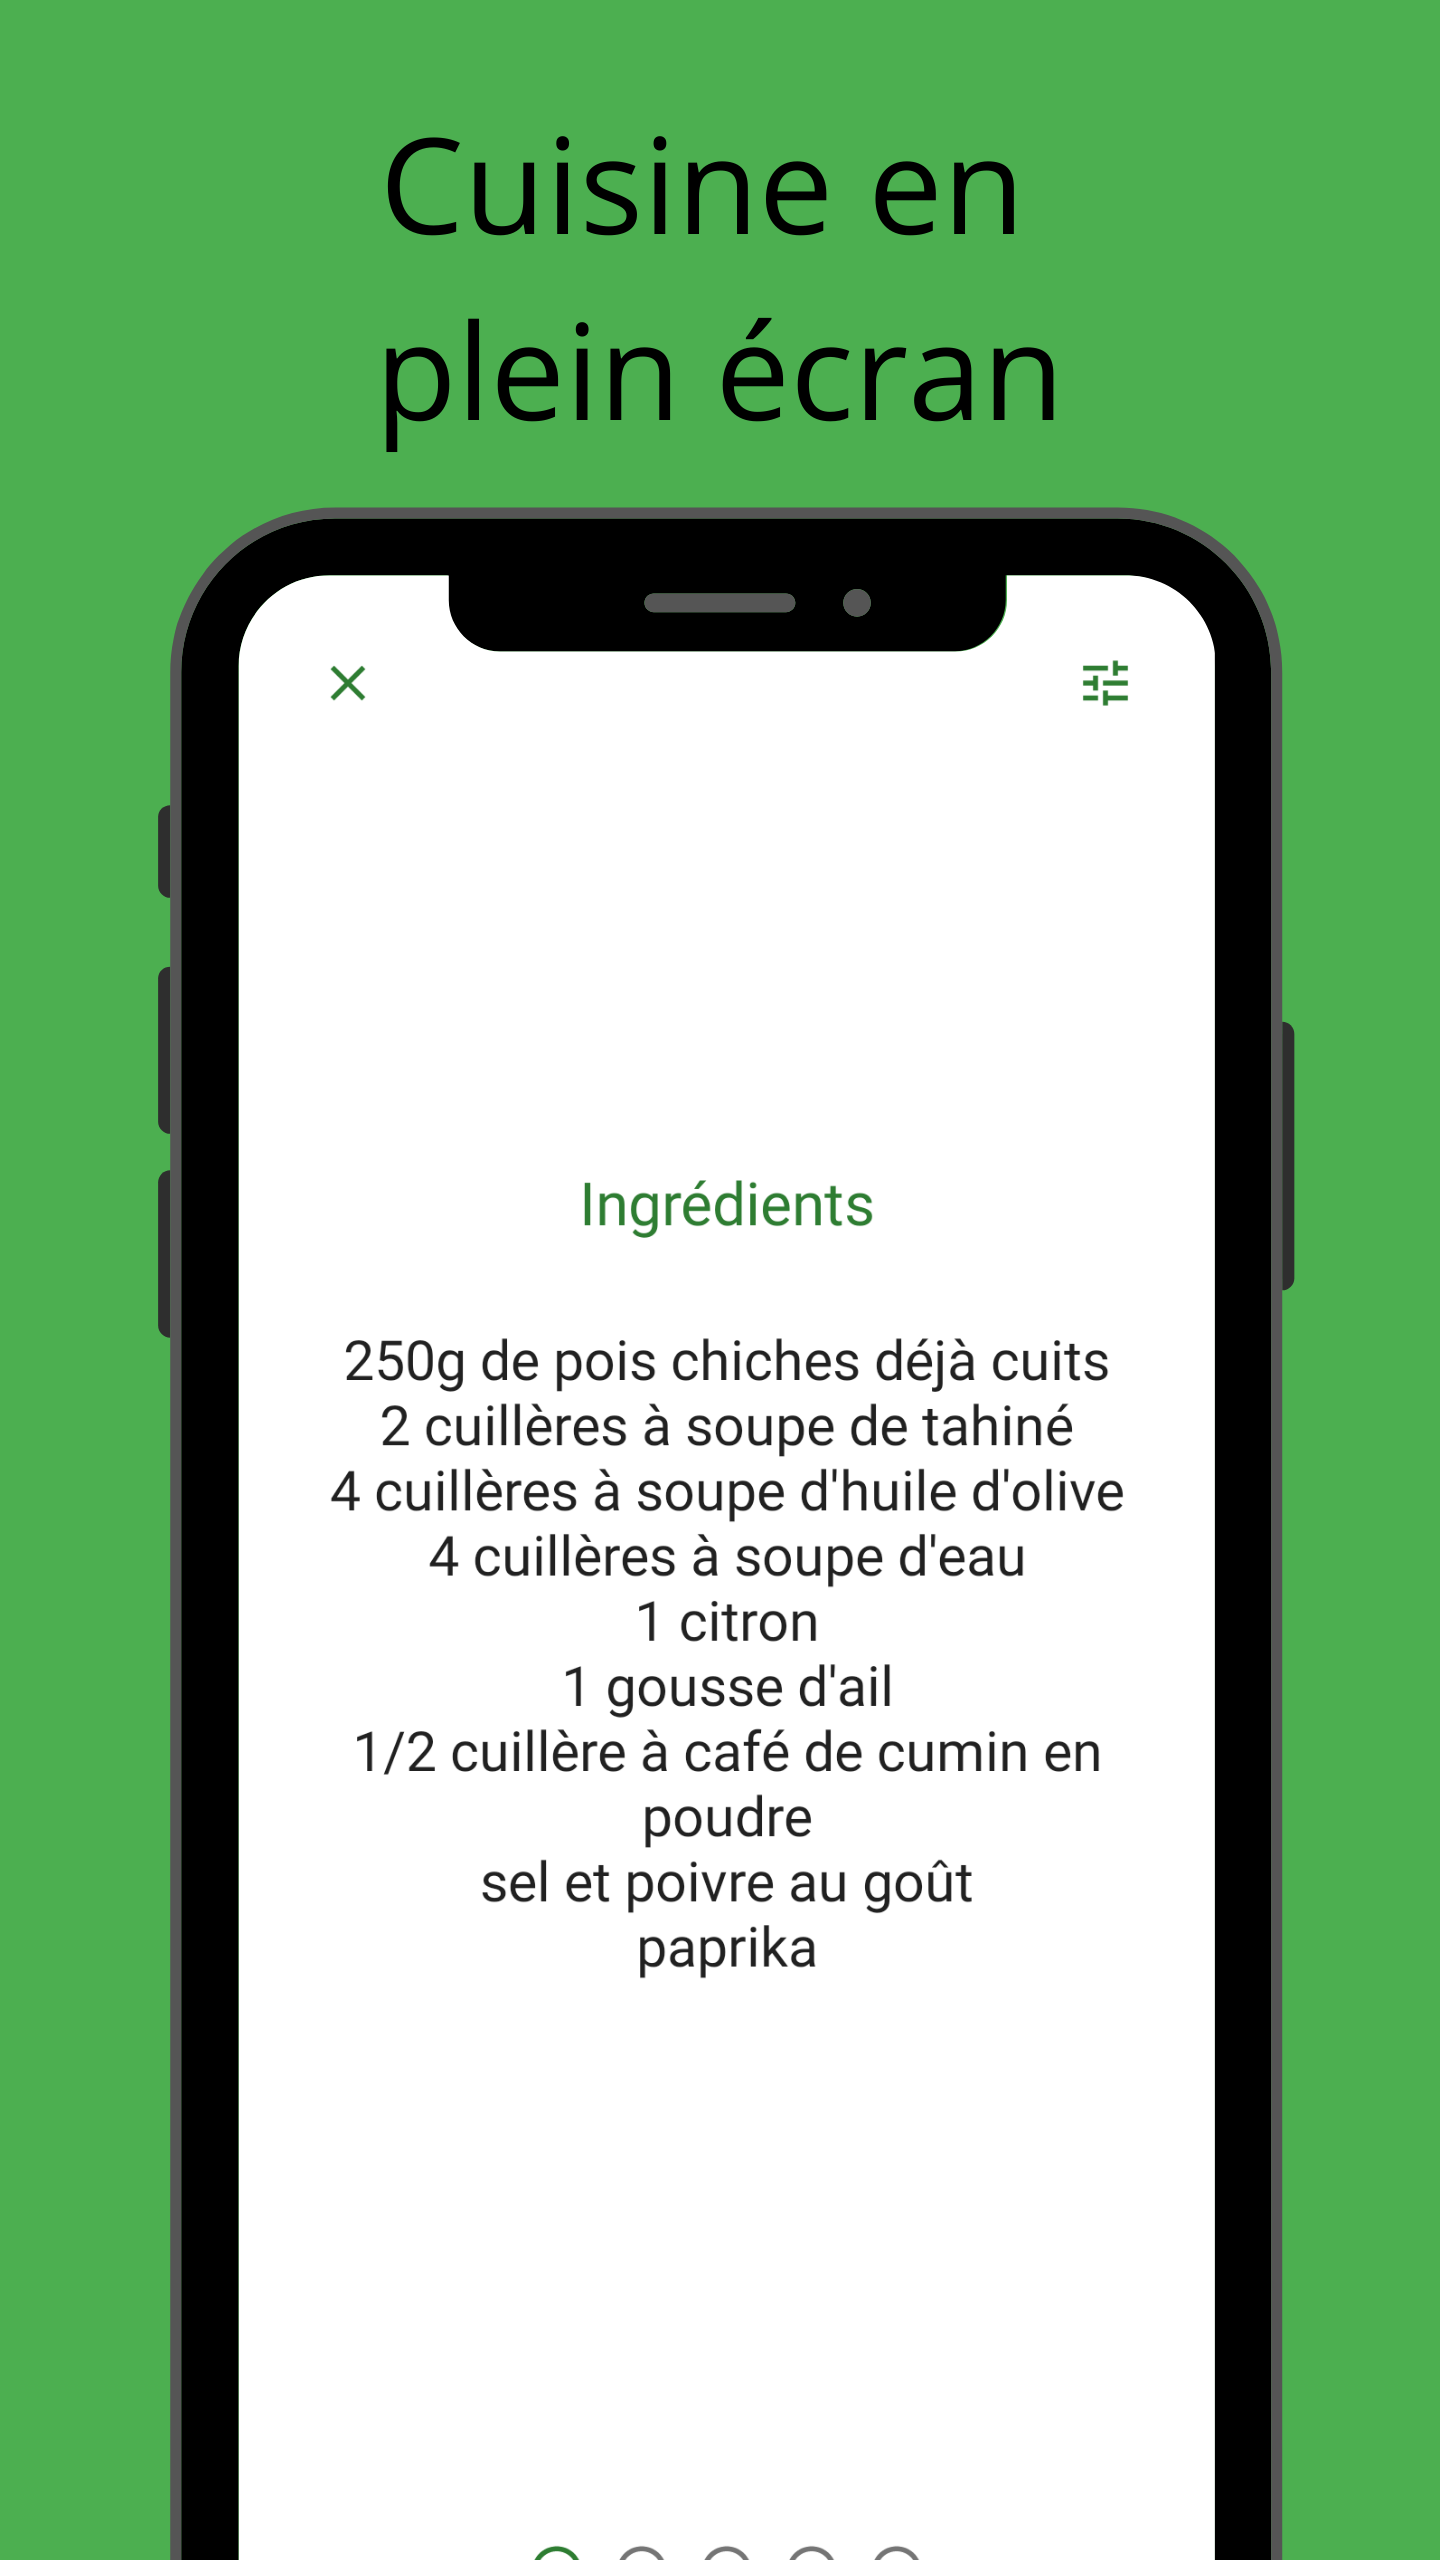 Cuisine en
plein écran
Ingrédients
250g de pois chiches déjà cuits
2 cuillères à soupe de tahiné
4 cuillères à soupe d'huile d'olive
4 cuillères à soupe d'eau
1 citron
1 gousse d'ail
1/2 cuillère à café de cumin en
poudre
sel et poivre au goût
paprika